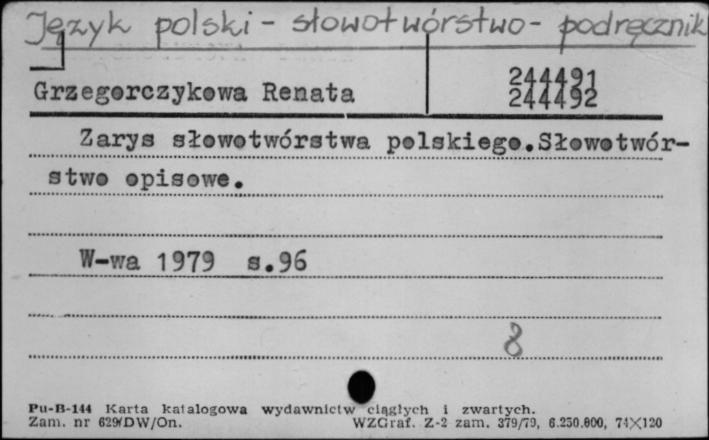 Język polski - słowotwórstwo - podręcznik
Grzegorczykowa Renata
244491
244492
Zarys słowotwórstwa polskiego.Słowotwór-
stwo opisowe.
W-wa 1979 s.96
8
Pu-B-144 Karta katalogowa wydawnictw ciągłych i zwartych.
Zam. nr 629/DW/On. WZGraf. Z-2 zam. 379/79, 6.250.000, 74X120